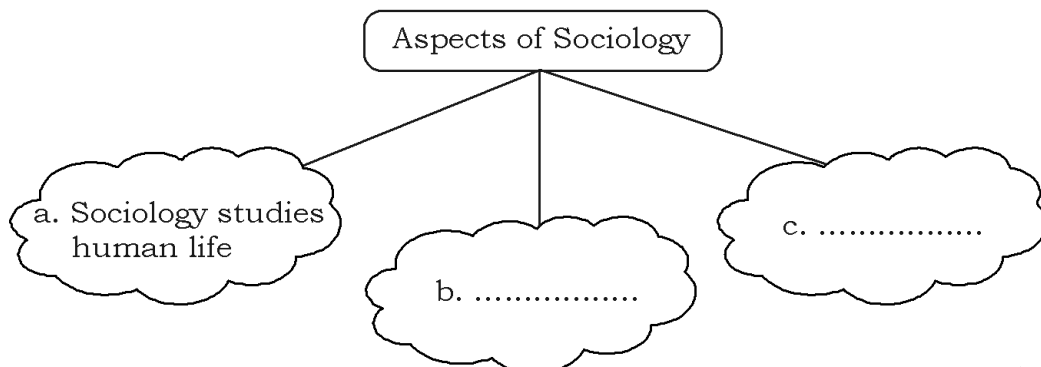 Aspects of Sociology
a. Sociology studies
human life
b. .................
c. .................